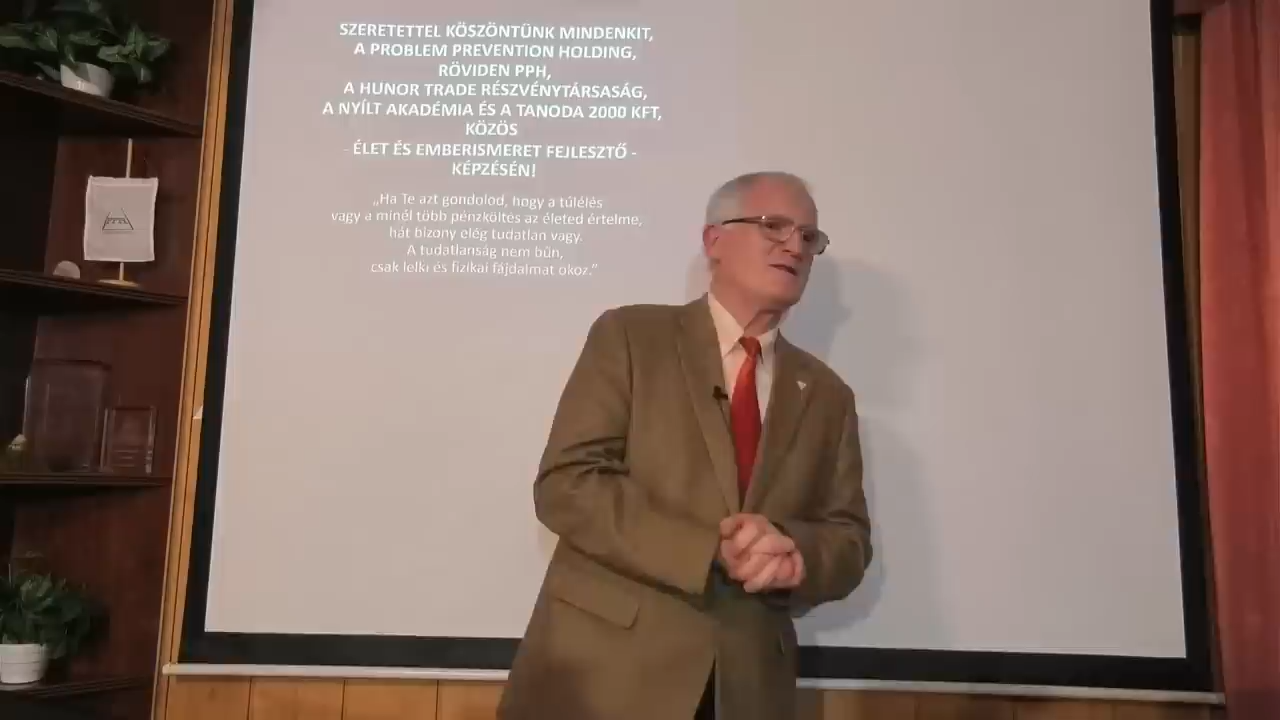 SZERETETTEL KÖSZÖNTÜNK MINDENKIT,
A PROBLEM PREVENTION HOLDING,
RÖVIDEN PPH,
A HUNOR TRADE RÉSZVÉNYTÁRSASÁG,
A NYÍLT AKADÉMIA ÉS A TANODA 2000 KFT,
KÖZÖS
- ÉLET ÉS EMBERISMERET FEJLESZTŐ -
KÉPZÉSÉN!
„Ha Te azt gondolod, hogy a túlélés
vagy a minél több pénzköltés az életed értelme,
hát bizony elég tudatlan vagy.
A tudatlanság nem bűn,
csak lelki és fizikai fájdalmat okoz.”